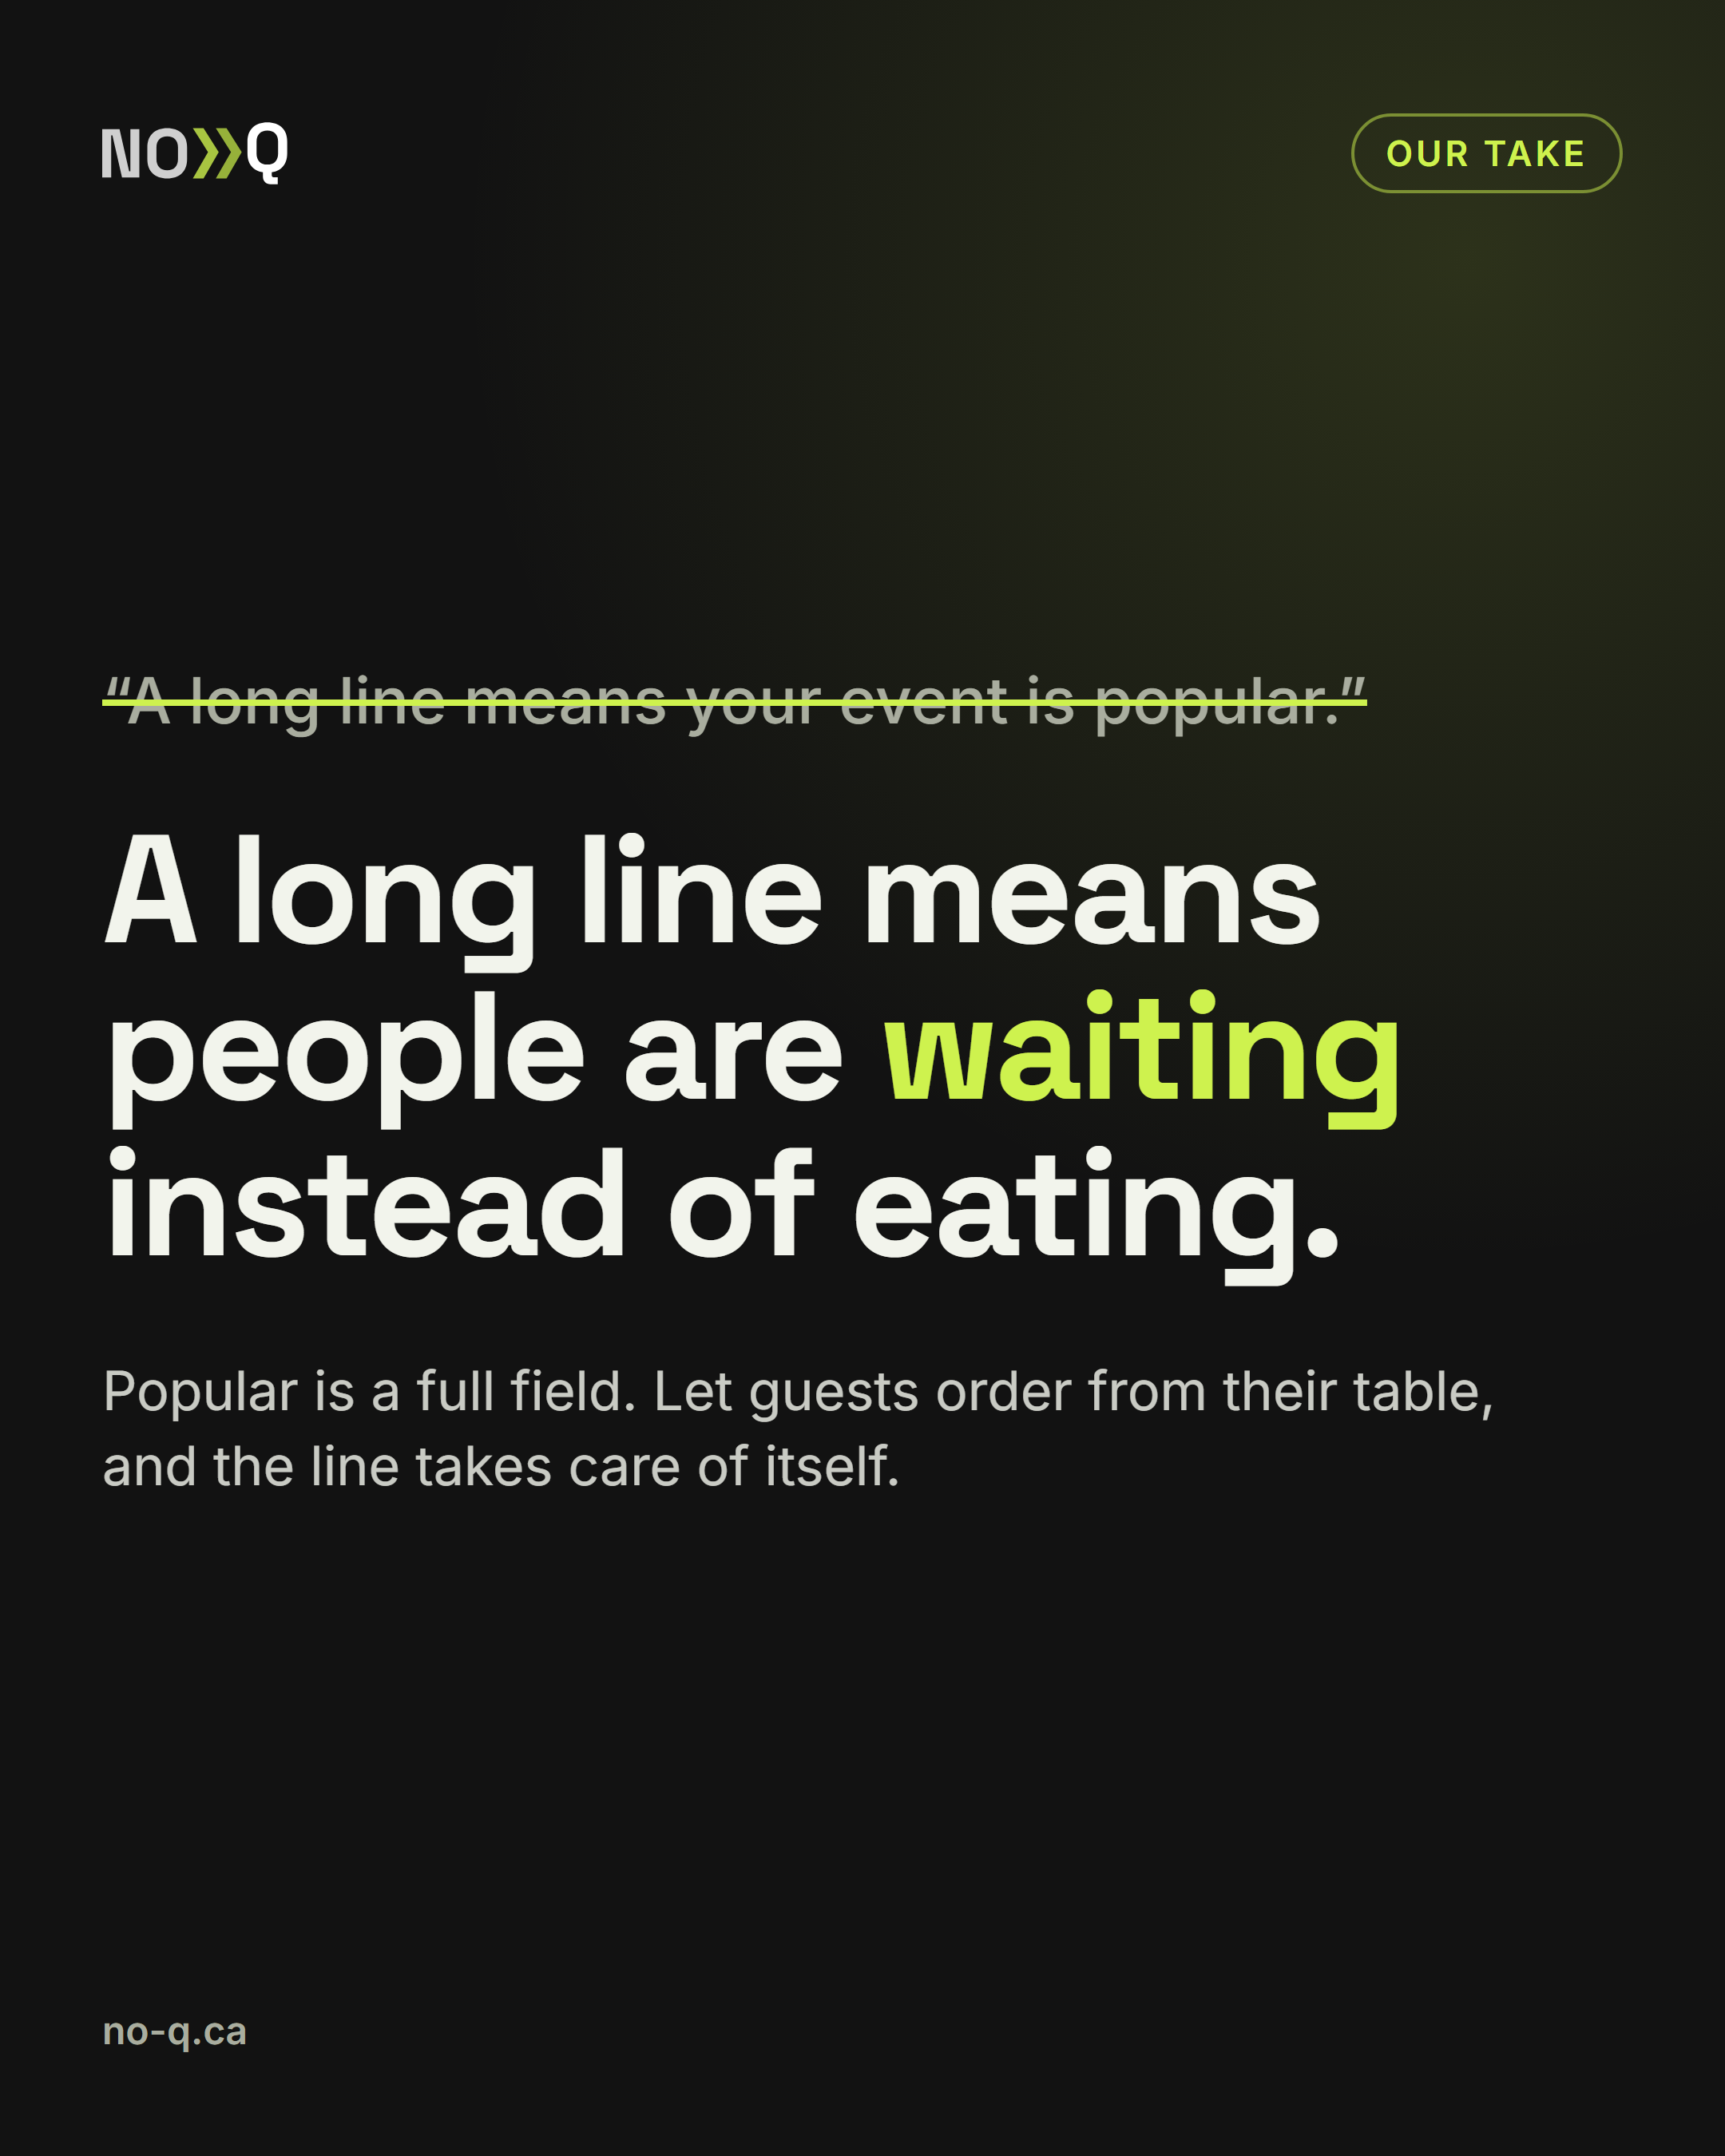 NO»Q
OUR TAKE
"A long line means your event is popular."
A long line means
people are waiting
instead of eating.
Popular is a full field. Let guests order from their table,
and the line takes care of itself.
no-q.ca